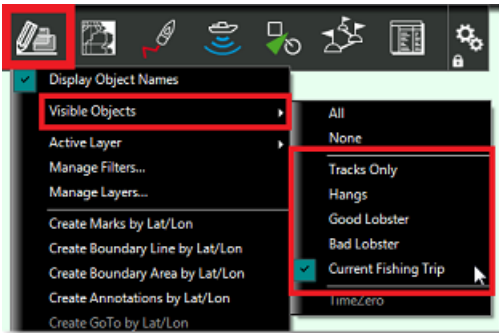 Display Object Names
Visible Objects
Active Layer
Manage Filters...
Manage Layers...
Create Marks by Lat/Lon
Create Boundary Line by Lat/Lon
Create Boundary Area by Lat/Lon
Create Annotations by Lat/Lon
Create GoTo by Lat/Lon
All
None
Tracks Only
Hangs
Good Lobster
Bad Lobster
Current Fishing Trip
TimeZero